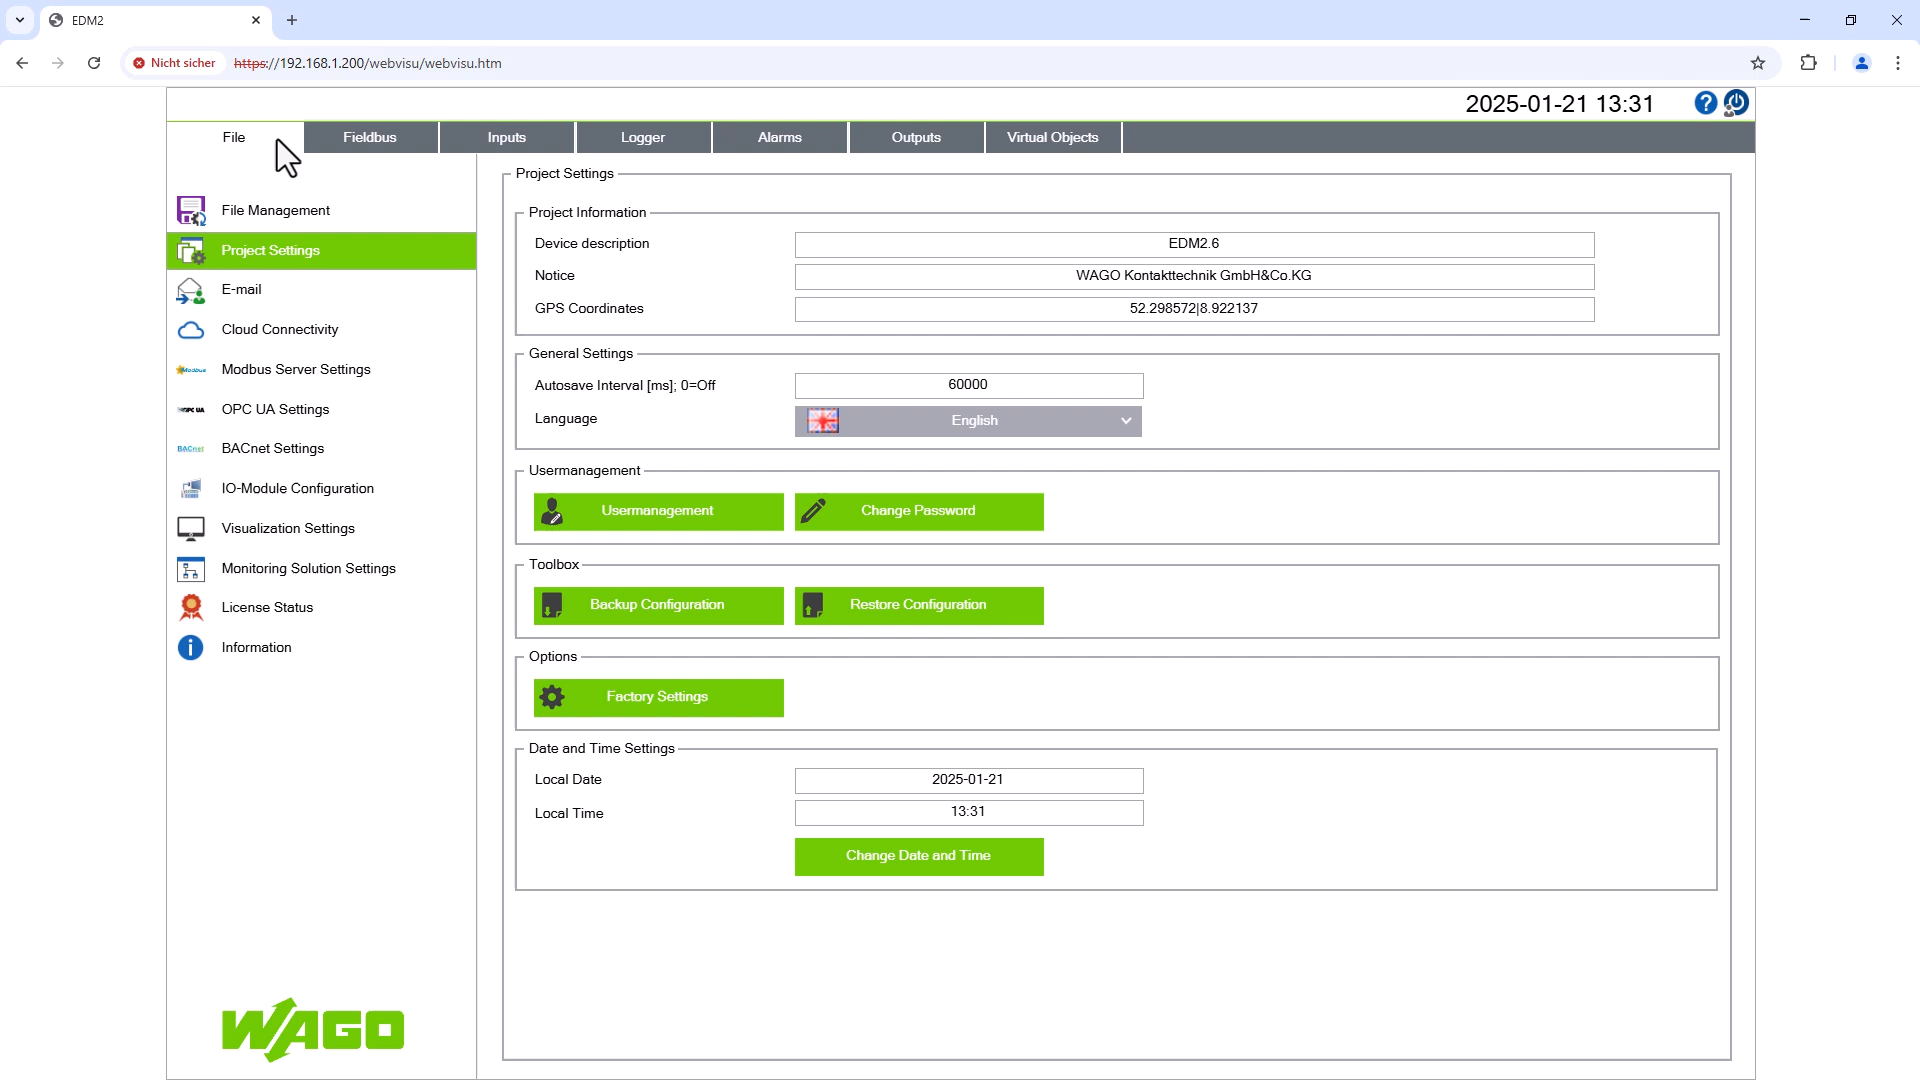 EDM2
Nicht sicher https://192.168.1.200/webvisu/webvisu.htm
2025-01-21 13:31
File Fieldbus Inputs Logger Alarms Outputs Virtual Objects
File Management
Project Settings
E-mail
Cloud Connectivity
Modbus Modbus Server Settings
OPC UA OPC UA Settings
BACnet BACnet Settings
IO-Module Configuration
Visualization Settings
Monitoring Solution Settings
License Status
Information
WAGO
Project Settings
Project Information
Device description EDM2.6
Notice WAGO Kontakttechnik GmbH&Co.KG
GPS Coordinates 52.298572|8.922137
General Settings
Autosave Interval [ms]; 0=Off 60000
Language English
Usermanagement
Usermanagement Change Password
Toolbox
Backup Configuration Restore Configuration
Options
Factory Settings
Date and Time Settings
Local Date 2025-01-21
Local Time 13:31
Change Date and Time